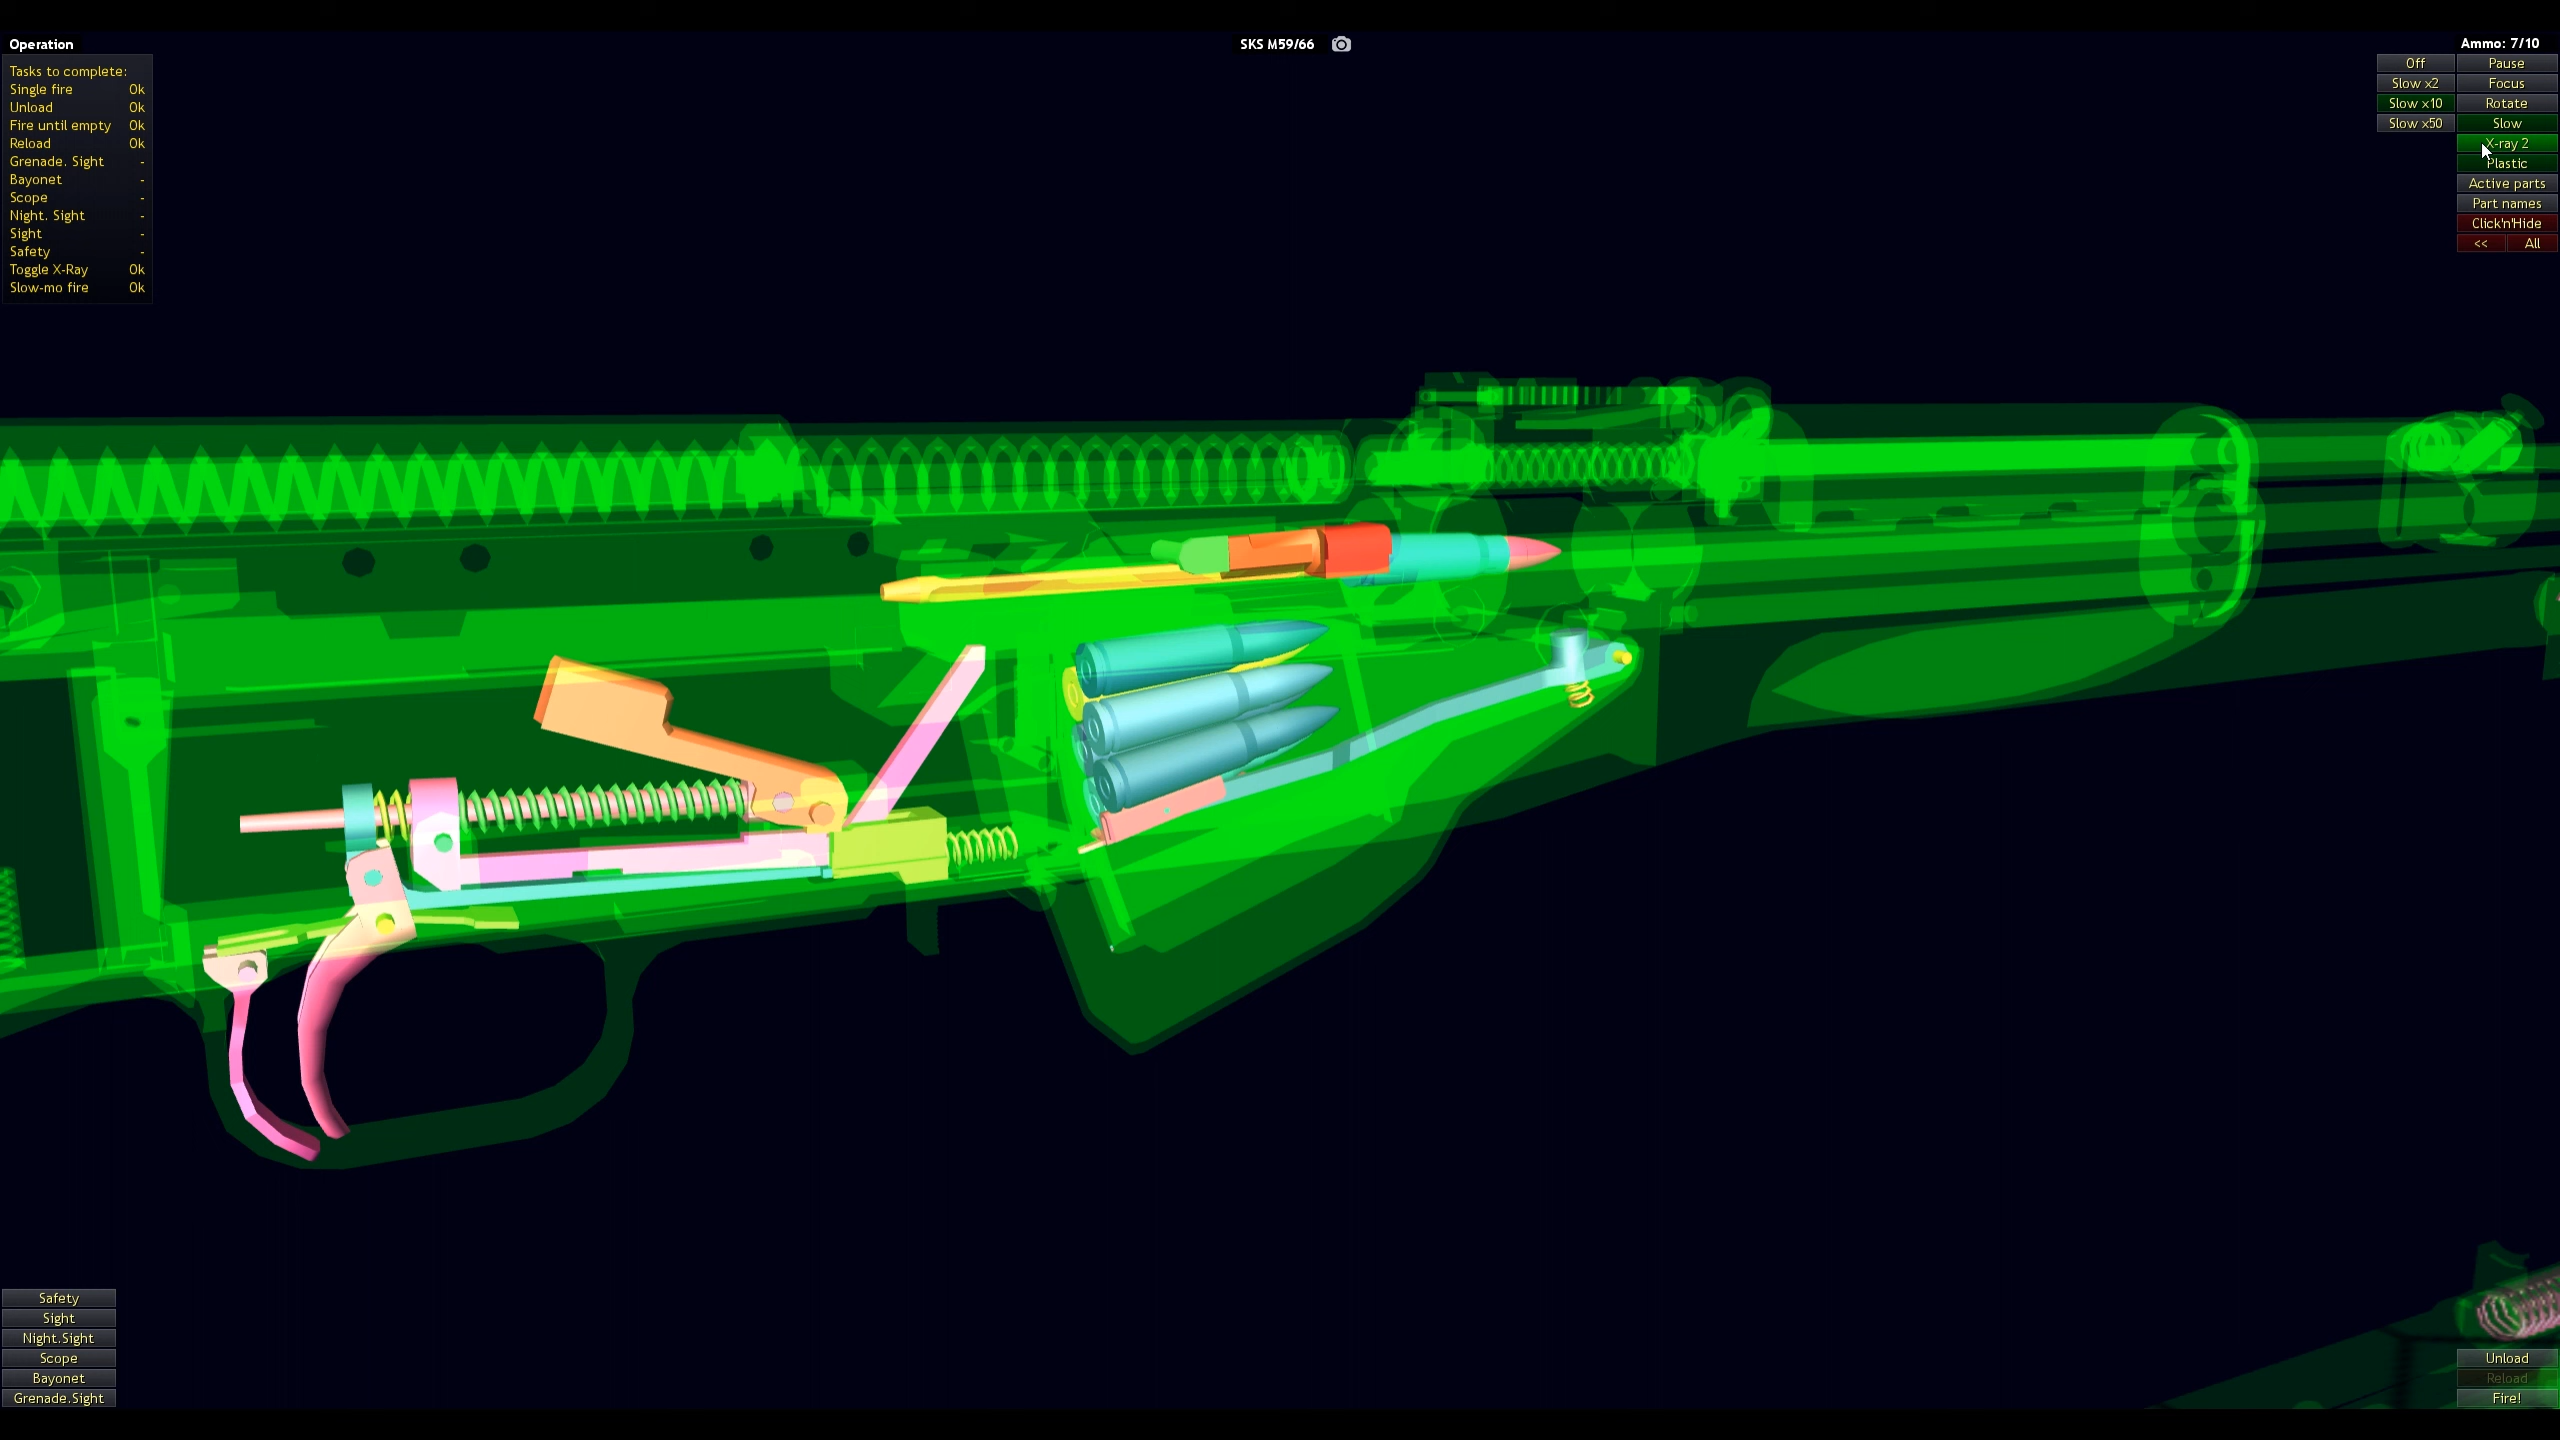 Operation
SKS M59/66
Ammo: 7/10
Tasks to complete:
Single fire Ok
Unload Ok
Fire until empty Ok
Reload Ok
Grenade. Sight -
Bayonet -
Scope -
Night. Sight -
Sight -
Safety -
Toggle X-Ray Ok
Slow-mo fire Ok
Off
Slow x2
Slow x10
Slow x50
Pause
Focus
Rotate
Slow
X-ray 2
Plastic
Active parts
Part names
Click'n'Hide
<< All
Safety
Sight
Night.Sight
Scope
Bayonet
Grenade.Sight
Unload
Reload
Fire!